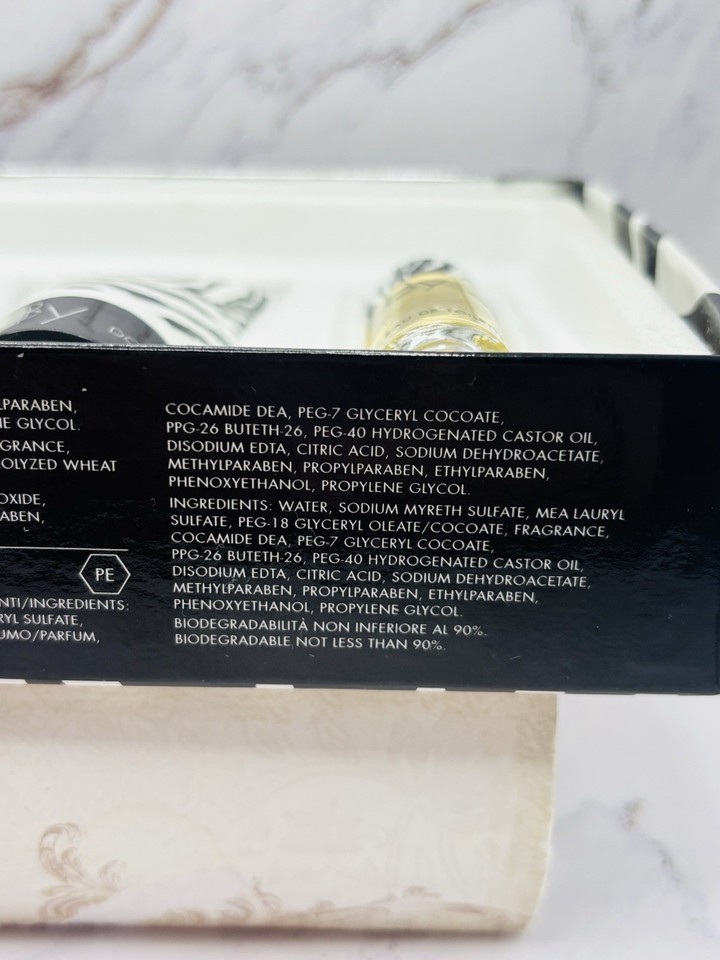 LPARABEN,
E GLYCOL.
AGRANCE,
OLYZED WHEAT
OXIDE,
ABEN,
PE
NTI/INGREDIENTS:
RYL SULFATE,
UMO/PARFUM,
COCAMIDE DEA, PEG-7 GLYCERYL COCOATE,
PPG-26 BUTETH-26, PEG-40 HYDROGENATED CASTOR OIL,
DISODIUM EDTA, CITRIC ACID, SODIUM DEHYDROACETATE,
METHYLPARABEN, PROPYLPARABEN, ETHYLPARABEN,
PHENOXYETHANOL, PROPYLENE GLYCOL.
INGREDIENTS: WATER, SODIUM MYRETH SULFATE, MEA LAURYL
SULFATE, PEG-18 GLYCERYL OLEATE/COCOATE, FRAGRANCE,
COCAMIDE DEA, PEG-7 GLYCERYL COCOATE,
PPG-26 BUTETH-26, PEG-40 HYDROGENATED CASTOR OIL,
DISODIUM EDTA, CITRIC ACID, SODIUM DEHYDROACETATE,
METHYLPARABEN, PROPYLPARABEN, ETHYLPARABEN,
PHENOXYETHANOL, PROPYLENE GLYCOL.
BIODEGRADABILITÀ NON INFERIORE AL 90%.
BIODEGRADABLE NOT LESS THAN 90%.